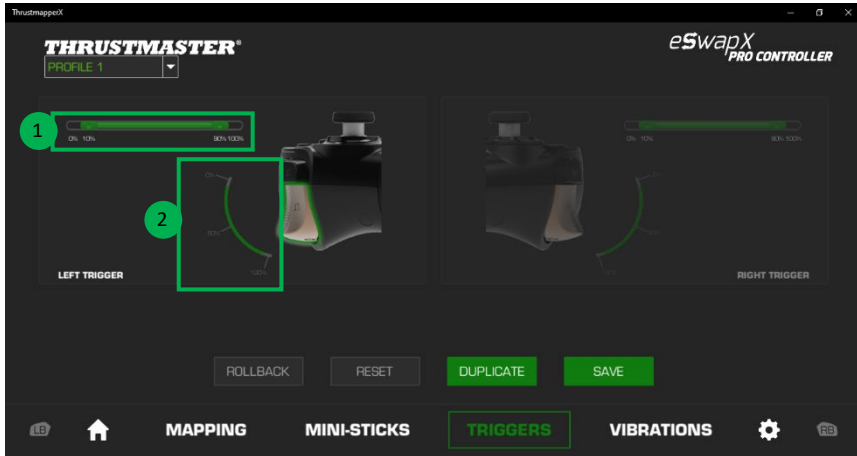 ThrustmapperX
THRUSTMASTER®
PROFILE 1
eSwapX
PRO CONTROLLER
1
0% 10% 90% 100%
0% 10% 90% 100%
2
0%
0%
50%
100%
LEFT TRIGGER
RIGHT TRIGGER
ROLLBACK RESET DUPLICATE SAVE
LB MAPPING MINI-STICKS TRIGGERS VIBRATIONS RB